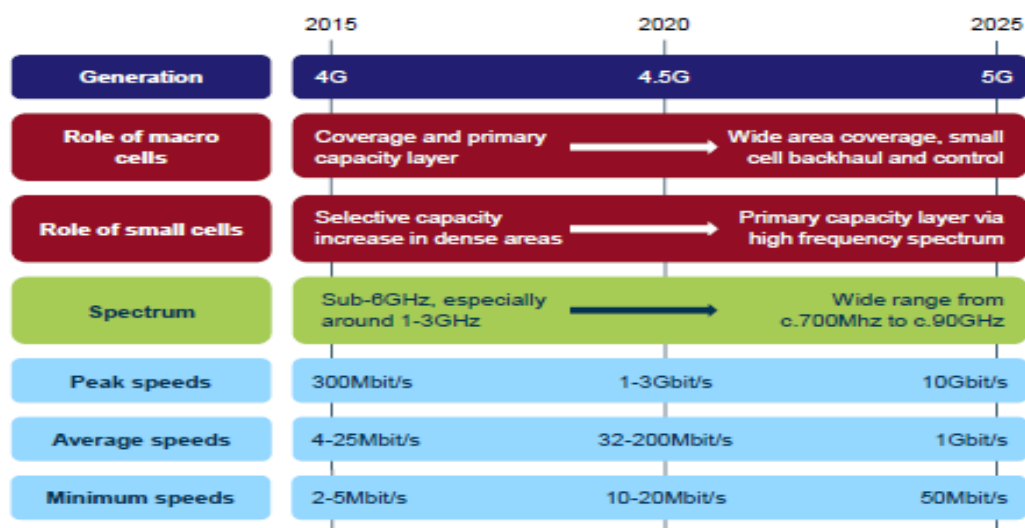 2015 2020 2025
Generation 4G 4.5G 5G
Role of macro
cells
Coverage and primary
capacity layer
Wide area coverage, small
cell backhaul and control
Role of small cells
Selective capacity
increase in dense areas
Primary capacity layer via
high frequency spectrum
Spectrum
Sub-6GHz, especially
around 1-3GHz
Wide range from
c.700Mhz to c.90GHz
Peak speeds 300Mbit/s 1-3Gbit/s 10Gbit/s
Average speeds 4-25Mbit/s 32-200Mbit/s 1Gbit/s
Minimum speeds 2-5Mbit/s 10-20Mbit/s 50Mbit/s